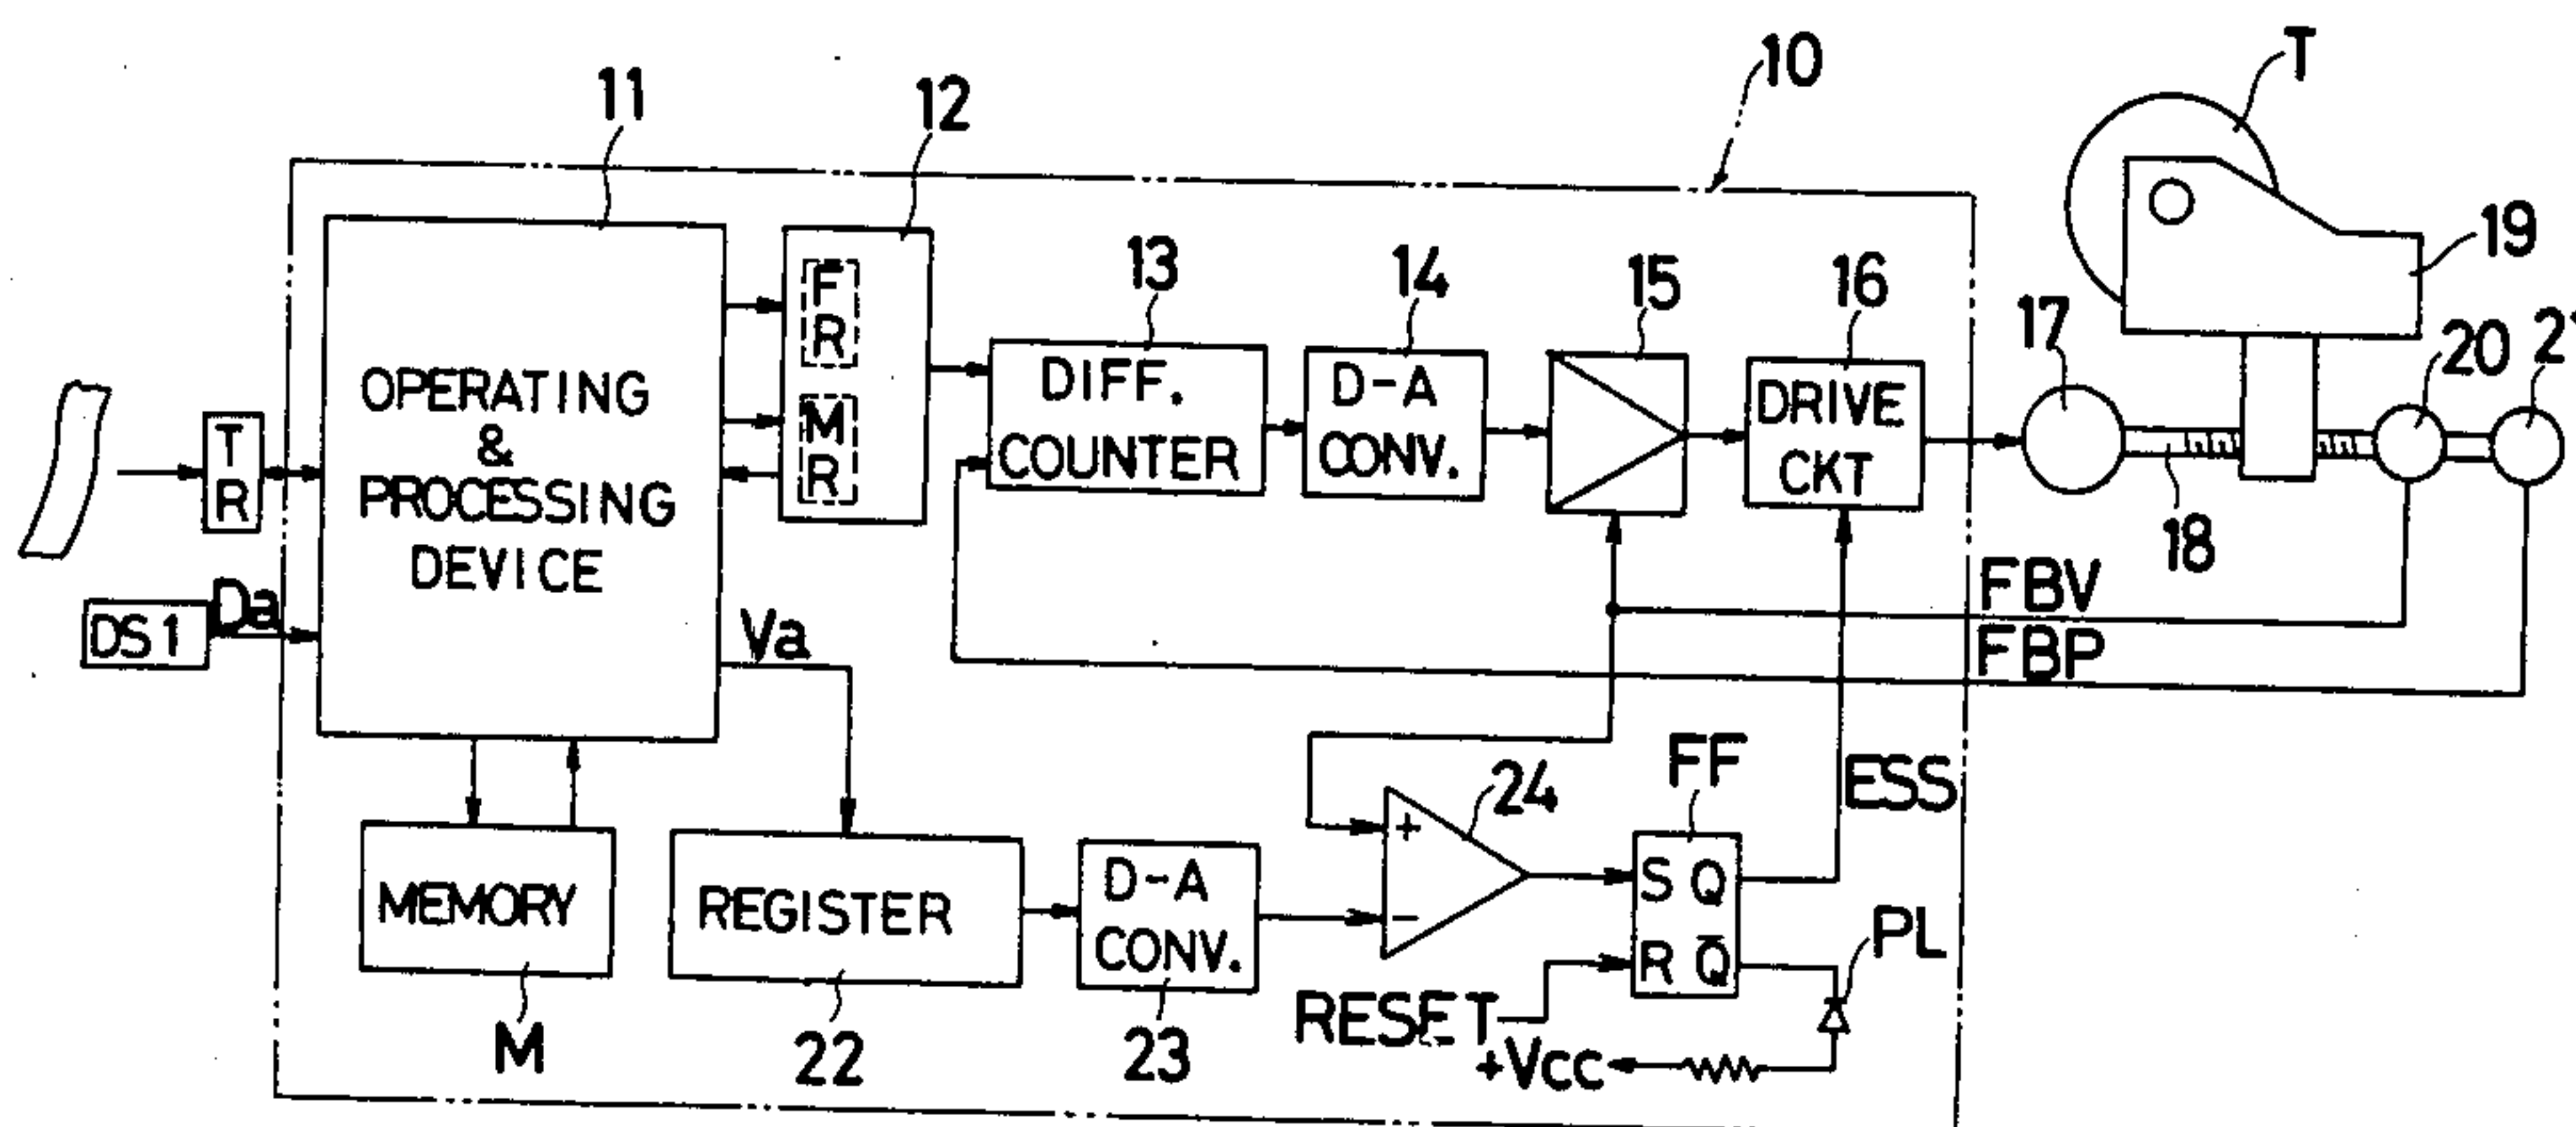 10
T
11
12
19
13
14
15
16
17
20
F
R
DIFF.
COUNTER
D-A
CONV.
DRIVE
CKT
OPERATING
&
PROCESSING
DEVICE
M
R
T
R
18
DS1
Da
Va
FBV
FBP
FF
ESS
24
+
-
MEMORY
REGISTER
D-A
CONV.
S Q
R Q̅
PL
M
22
23
RESET
+Vcc